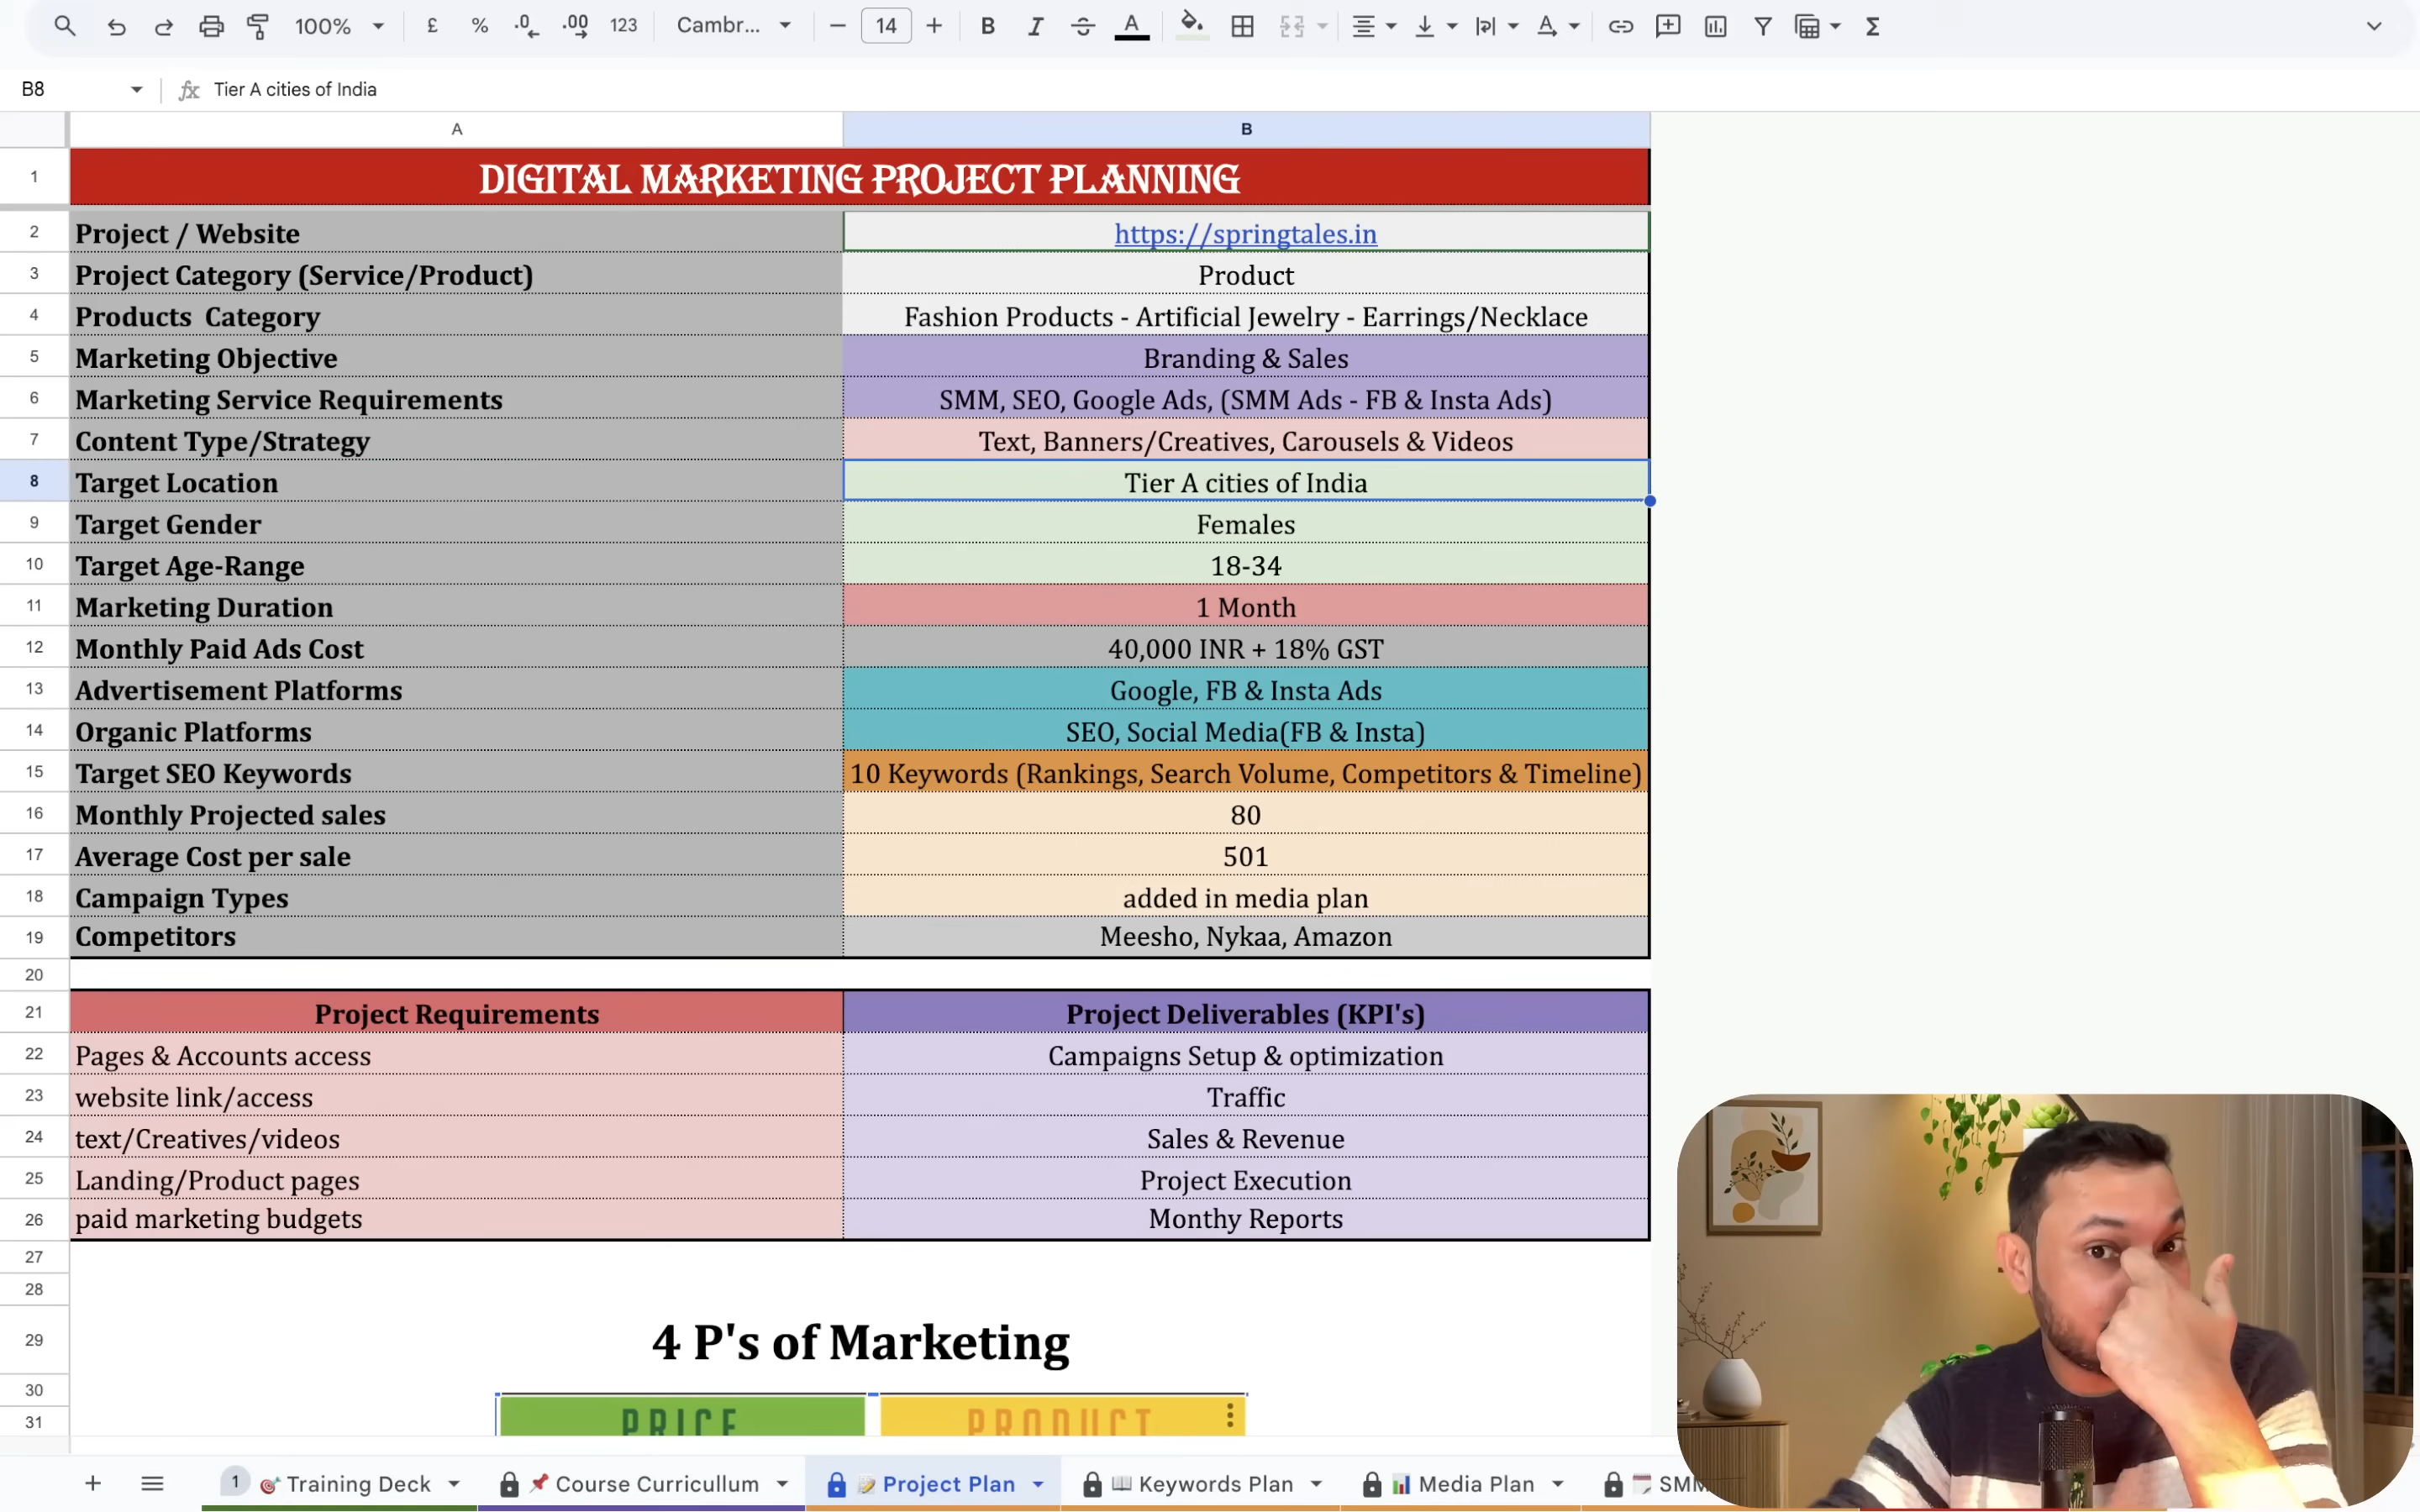 100%
£ % .0 .00 123 Cambr... 14 B I A
B8 fx Tier A cities of India
A B
1 DIGITAL MARKETING PROJECT PLANNING
2 Project / Website https://springtales.in
3 Project Category (Service/Product) Product
4 Products Category Fashion Products - Artificial Jewelry - Earrings/Necklace
5 Marketing Objective Branding & Sales
6 Marketing Service Requirements SMM, SEO, Google Ads, (SMM Ads - FB & Insta Ads)
7 Content Type/Strategy Text, Banners/Creatives, Carousels & Videos
8 Target Location Tier A cities of India
9 Target Gender Females
10 Target Age-Range 18-34
11 Marketing Duration 1 Month
12 Monthly Paid Ads Cost 40,000 INR + 18% GST
13 Advertisement Platforms Google, FB & Insta Ads
14 Organic Platforms SEO, Social Media(FB & Insta)
15 Target SEO Keywords 10 Keywords (Rankings, Search Volume, Competitors & Timeline)
16 Monthly Projected sales 80
17 Average Cost per sale 501
18 Campaign Types added in media plan
19 Competitors Meesho, Nykaa, Amazon
20
21 Project Requirements Project Deliverables (KPI's)
22 Pages & Accounts access Campaigns Setup & optimization
23 website link/access Traffic
24 text/Creatives/videos Sales & Revenue
25 Landing/Product pages Project Execution
26 paid marketing budgets Monthy Reports
27
28
29 4 P's of Marketing
30
31 PRICE PRODUCT
1 Training Deck Course Curicullum Project Plan Keywords Plan Media Plan SMM